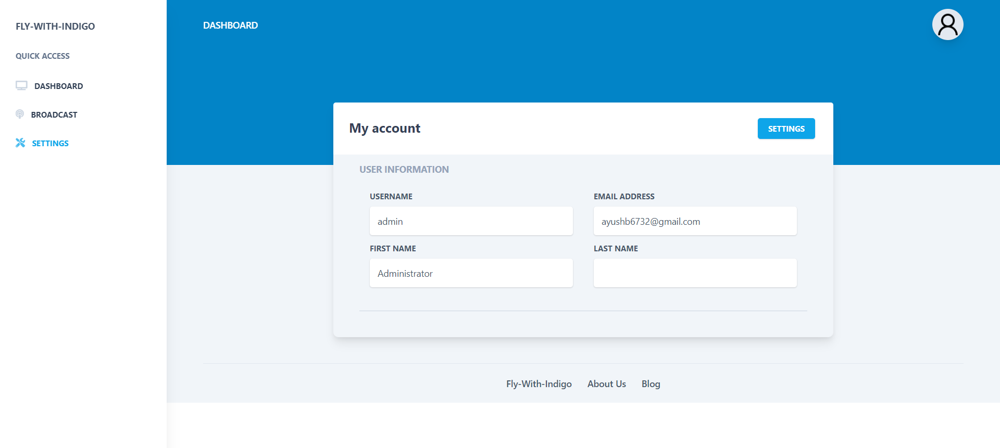 FLY-WITH-INDIGO
QUICK ACCESS
DASHBOARD
BROADCAST
SETTINGS
DASHBOARD
My account
SETTINGS
USER INFORMATION
USERNAME
EMAIL ADDRESS
admin
ayushb6732@gmail.com
FIRST NAME
LAST NAME
Administrator
Fly-With-Indigo
About Us
Blog